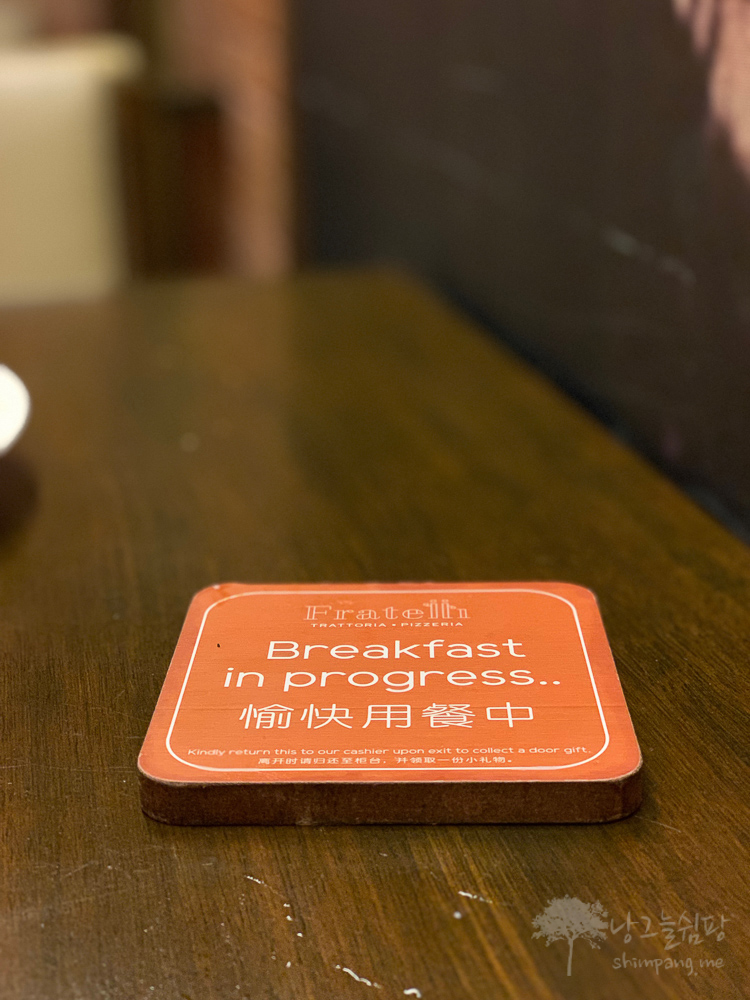 Fratelli
TRATTORIA • PIZZERIA
Breakfast
in progress..
愉快用餐中
Kindly return this to our cashier upon exit to collect a door gift.
离开时请归还至柜台，并领取一份小礼物。
낭그늘쉼팡
shimpang.me